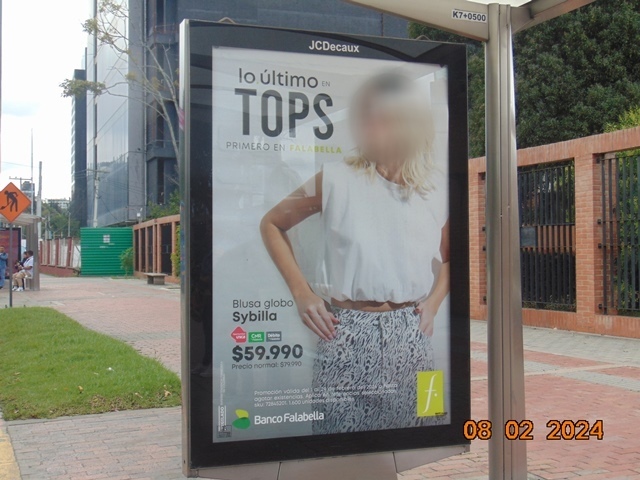 K7+0500
JCDecaux
lo último EN
TOPS
PRIMERO EN FALABELLA
Blusa globo
Sybilla
CMR
$59.990
Precio normal: $79.990
Banco Falabella
f.
08 02 2024